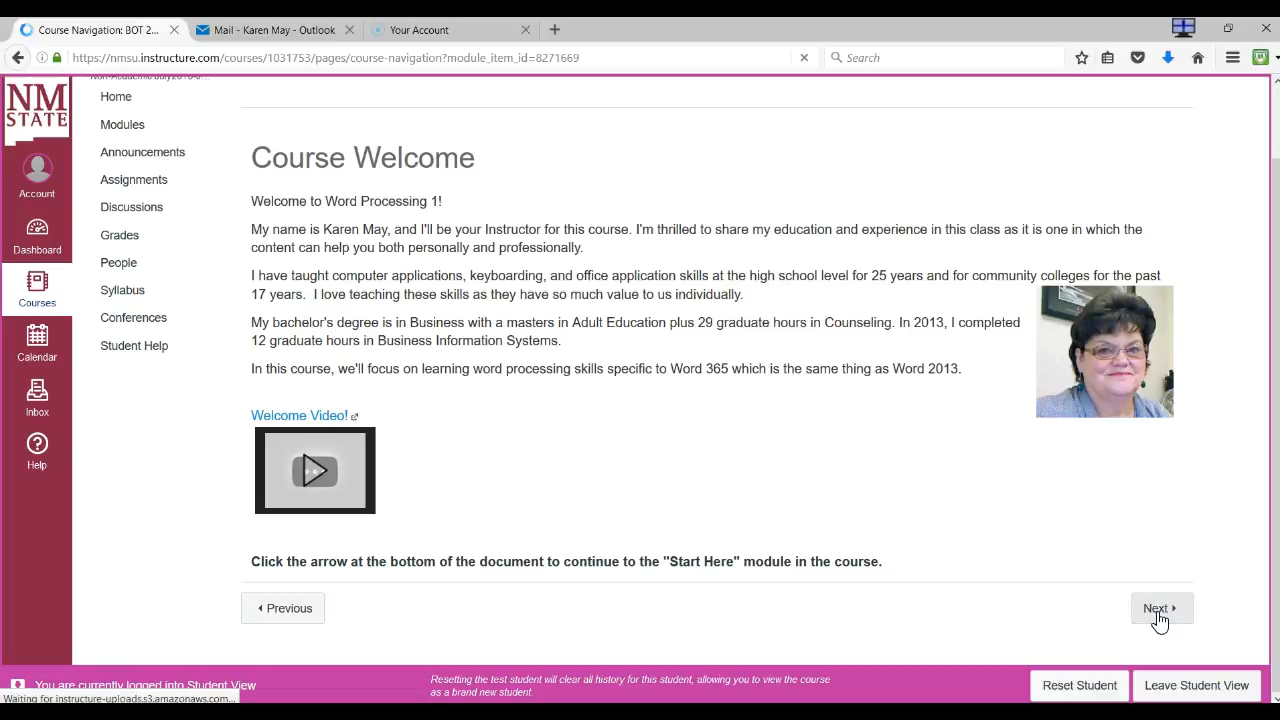 Course Navigation: BOT 2...
Mail - Karen May - Outlook
Your Account
https://nmsu.instructure.com/courses/1031753/pages/course-navigation?module_item_id=8271669
Search
NM
STATE
Account
Dashboard
Courses
Calendar
Inbox
Help
Home
Modules
Announcements
Assignments
Discussions
Grades
People
Syllabus
Conferences
Student Help
Course Welcome
Welcome to Word Processing 1!
My name is Karen May, and I'll be your Instructor for this course. I'm thrilled to share my education and experience in this class as it is one in which the
content can help you both personally and professionally.
I have taught computer applications, keyboarding, and office application skills at the high school level for 25 years and for community colleges for the past
17 years. I love teaching these skills as they have so much value to us individually.
My bachelor's degree is in Business with a masters in Adult Education plus 29 graduate hours in Counseling. In 2013, I completed
12 graduate hours in Business Information Systems.
In this course, we'll focus on learning word processing skills specific to Word 365 which is the same thing as Word 2013.
Welcome Video!
Click the arrow at the bottom of the document to continue to the "Start Here" module in the course.
Previous
Next
You are currently logged into Student View
Resetting the test student will clear all history for this student, allowing you to view the course
as a brand new student.
Reset Student
Leave Student View
Waiting for instructure-uploads.s3.amazonaws.com...